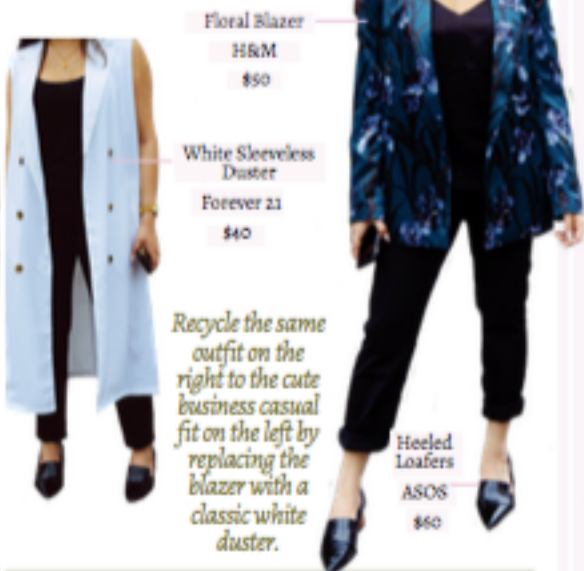 Floral Blazer
H&M
$50
White Sleeveless
Duster
Forever 21
$40
Recycle the same
outfit on the
right to the cute
business casual
fit on the left by
replacing the
blazer with a
classic white
duster.
Heeled
Loafers
ASOS
$60